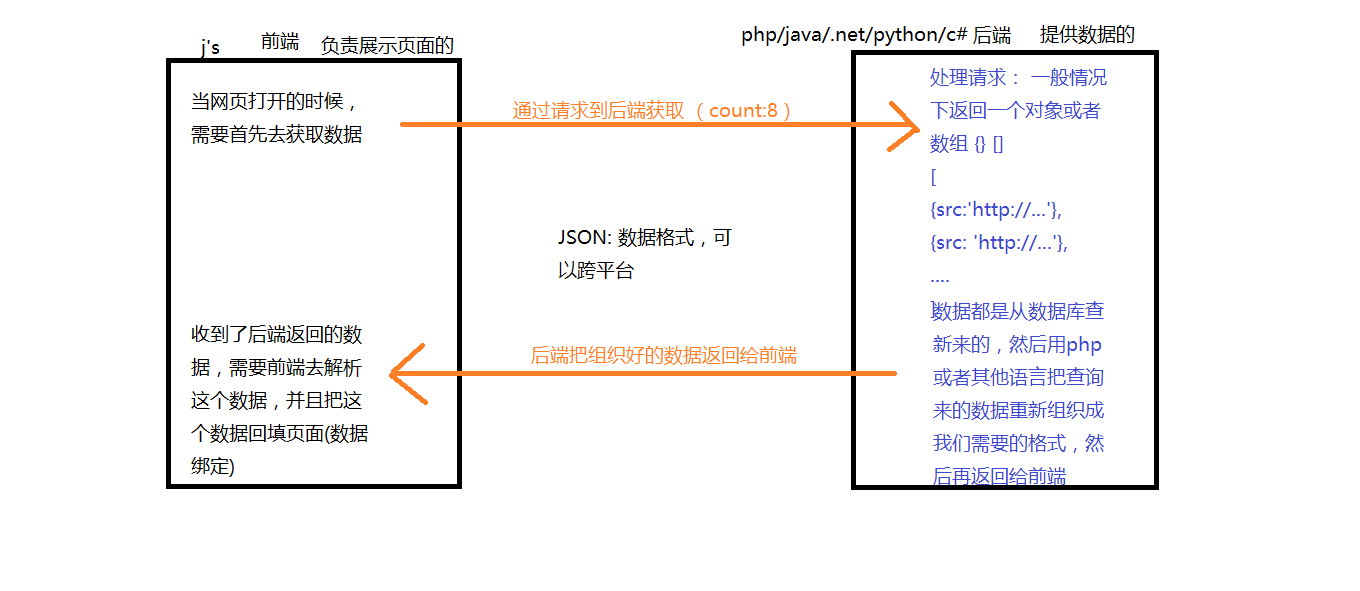 j's 前端 负责展示页面的
php/java/.net/python/c# 后端 提供数据的
当网页打开的时候，
需要首先去获取数据
通过请求到后端获取 （ count:8 ）
处理请求： 一般情况
下返回一个对象或者
数组 {} []
[
{src:'http://...'},
{src: 'http://...'},
....
]
JSON: 数据格式，可
以跨平台
数据都是从数据库查
新来的，然后用php
或者其他语言把查询
来的数据重新组织成
我们需要的格式，然
后再返回给前端
后端把组织好的数据返回给前端
收到了后端返回的数
据，需要前端去解析
这个数据，并且把这
个数据回填页面(数据
绑定)